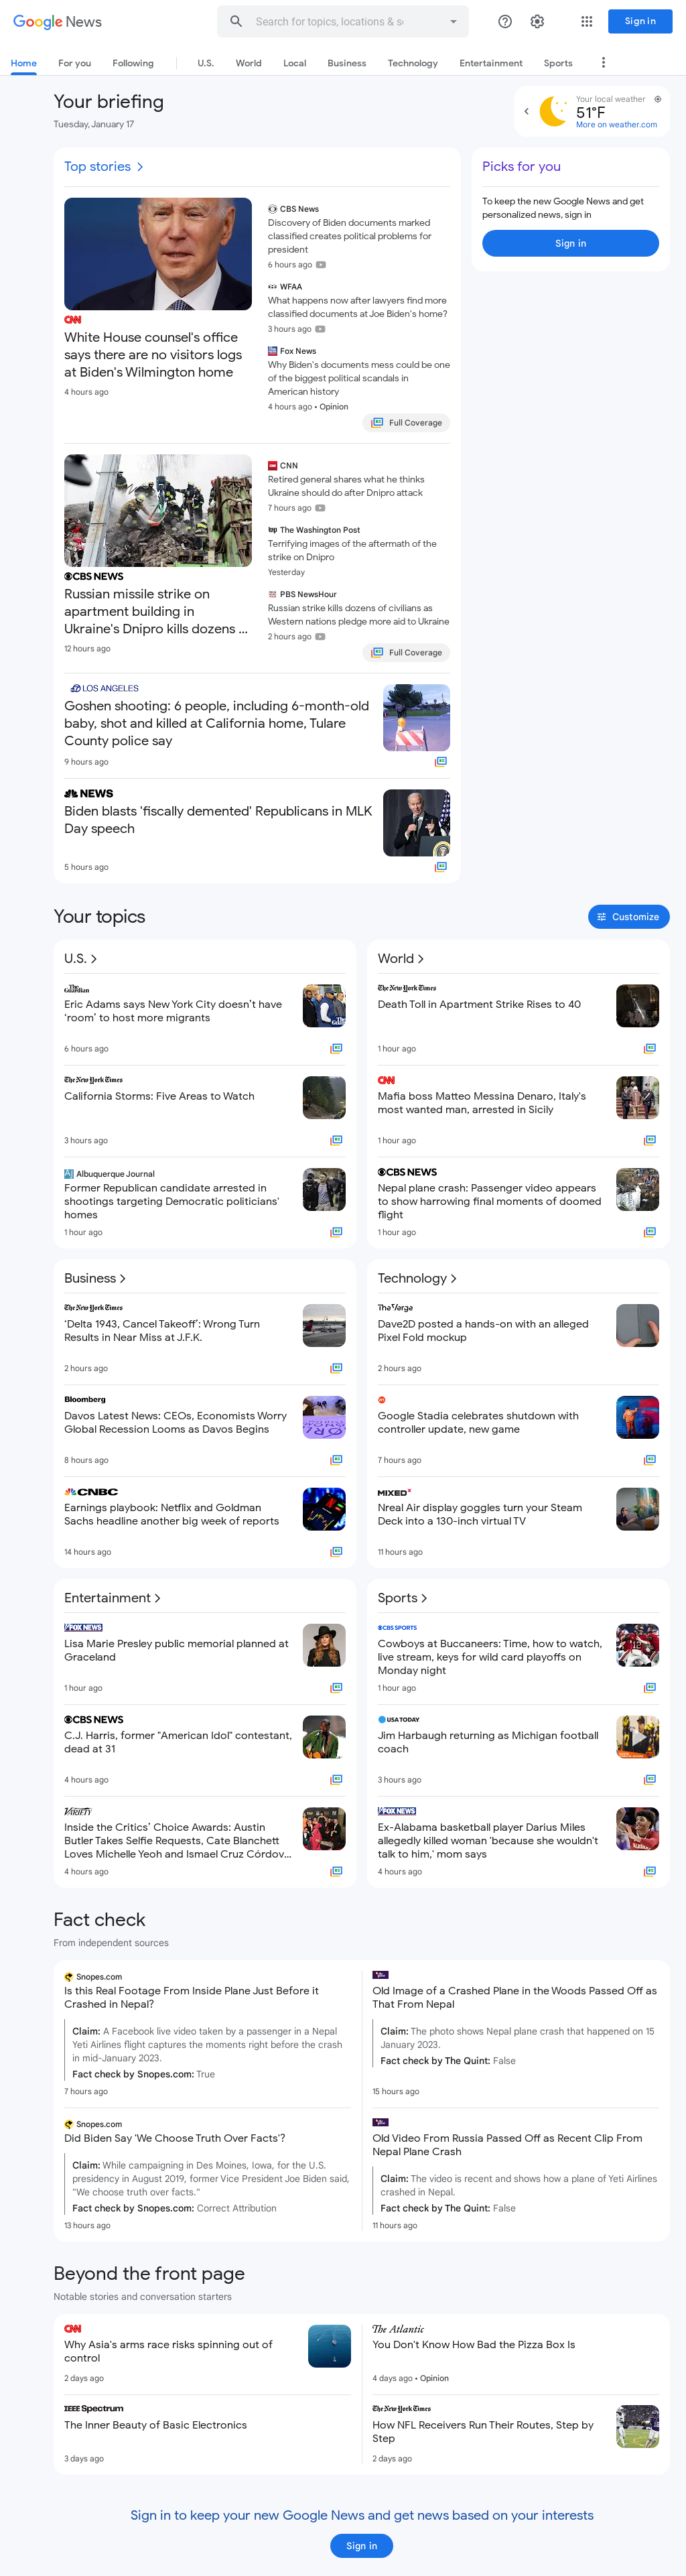 Google News
Search for topics, locations & s
Sign in
Home
For you
Following
U.S.
World
Local
Business
Technology
Entertainment
Sports
Your briefing
Tuesday, January 17
Your local weather
51°F
More on weather.com
Top stories
CNN
White House counsel's office
says there are no visitors logs
at Biden's Wilmington home
4 hours ago
CBS News
Discovery of Biden documents marked
classified creates political problems for
president
6 hours ago
WFAA
What happens now after lawyers find more
classified documents at Joe Biden's home?
3 hours ago
Fox News
Why Biden's documents mess could be one
of the biggest political scandals in
American history
4 hours ago • Opinion
Full Coverage
CBS NEWS
Russian missile strike on
apartment building in
Ukraine's Dnipro kills dozens ...
12 hours ago
CNN
Retired general shares what he thinks
Ukraine should do after Dnipro attack
7 hours ago
The Washington Post
Terrifying images of the aftermath of the
strike on Dnipro
Yesterday
PBS NewsHour
Russian strike kills dozens of civilians as
Western nations pledge more aid to Ukraine
2 hours ago
Full Coverage
LOS ANGELES
Goshen shooting: 6 people, including 6-month-old
baby, shot and killed at California home, Tulare
County police say
9 hours ago
NEWS
Biden blasts 'fiscally demented' Republicans in MLK
Day speech
5 hours ago
Picks for you
To keep the new Google News and get
personalized news, sign in
Sign in
Your topics
Customize
U.S.
The Guardian
Eric Adams says New York City doesn’t have
‘room’ to host more migrants
6 hours ago
The New York Times
California Storms: Five Areas to Watch
3 hours ago
AJ Albuquerque Journal
Former Republican candidate arrested in
shootings targeting Democratic politicians'
homes
1 hour ago
World
The New York Times
Death Toll in Apartment Strike Rises to 40
1 hour ago
CNN
Mafia boss Matteo Messina Denaro, Italy's
most wanted man, arrested in Sicily
1 hour ago
CBS NEWS
Nepal plane crash: Passenger video appears
to show harrowing final moments of doomed
flight
1 hour ago
Business
The New York Times
‘Delta 1943, Cancel Takeoff’: Wrong Turn
Results in Near Miss at J.F.K.
2 hours ago
Bloomberg
Davos Latest News: CEOs, Economists Worry
Global Recession Looms as Davos Begins
8 hours ago
CNBC
Earnings playbook: Netflix and Goldman
Sachs headline another big week of reports
14 hours ago
Technology
The Verge
Dave2D posted a hands-on with an alleged
Pixel Fold mockup
2 hours ago
Google Stadia celebrates shutdown with
controller update, new game
7 hours ago
MIXED
Nreal Air display goggles turn your Steam
Deck into a 130-inch virtual TV
11 hours ago
Entertainment
FOX NEWS
Lisa Marie Presley public memorial planned at
Graceland
1 hour ago
CBS NEWS
C.J. Harris, former "American Idol" contestant,
dead at 31
4 hours ago
VARIETY
Inside the Critics’ Choice Awards: Austin
Butler Takes Selfie Requests, Cate Blanchett
Loves Michelle Yeoh and Ismael Cruz Córdov...
4 hours ago
Sports
CBS SPORTS
Cowboys at Buccaneers: Time, how to watch,
live stream, keys for wild card playoffs on
Monday night
1 hour ago
USA TODAY
Jim Harbaugh returning as Michigan football
coach
3 hours ago
FOX NEWS
Ex-Alabama basketball player Darius Miles
allegedly killed woman 'because she wouldn't
talk to him,' mom says
4 hours ago
Fact check
From independent sources
Snopes.com
Is this Real Footage From Inside Plane Just Before it
Crashed in Nepal?
Claim: A Facebook live video taken by a passenger in a Nepal
Yeti Airlines flight captures the moments right before the crash
in mid-January 2023.
Fact check by Snopes.com: True
7 hours ago
Old Image of a Crashed Plane in the Woods Passed Off as
That From Nepal
Claim: The photo shows Nepal plane crash that happened on 15
January 2023.
Fact check by The Quint: False
15 hours ago
Snopes.com
Did Biden Say 'We Choose Truth Over Facts'?
Claim: While campaigning in Des Moines, Iowa, for the U.S.
presidency in August 2019, former Vice President Joe Biden said,
"We choose truth over facts."
Fact check by Snopes.com: Correct Attribution
13 hours ago
Old Video From Russia Passed Off as Recent Clip From
Nepal Plane Crash
Claim: The video is recent and shows how a plane of Yeti Airlines
crashed in Nepal.
Fact check by The Quint: False
11 hours ago
Beyond the front page
Notable stories and conversation starters
CNN
Why Asia's arms race risks spinning out of
control
2 days ago
The Atlantic
You Don't Know How Bad the Pizza Box Is
4 days ago • Opinion
IEEE Spectrum
The Inner Beauty of Basic Electronics
3 days ago
The New York Times
How NFL Receivers Run Their Routes, Step by
Step
2 days ago
Sign in to keep your new Google News and get news based on your interests
Sign in